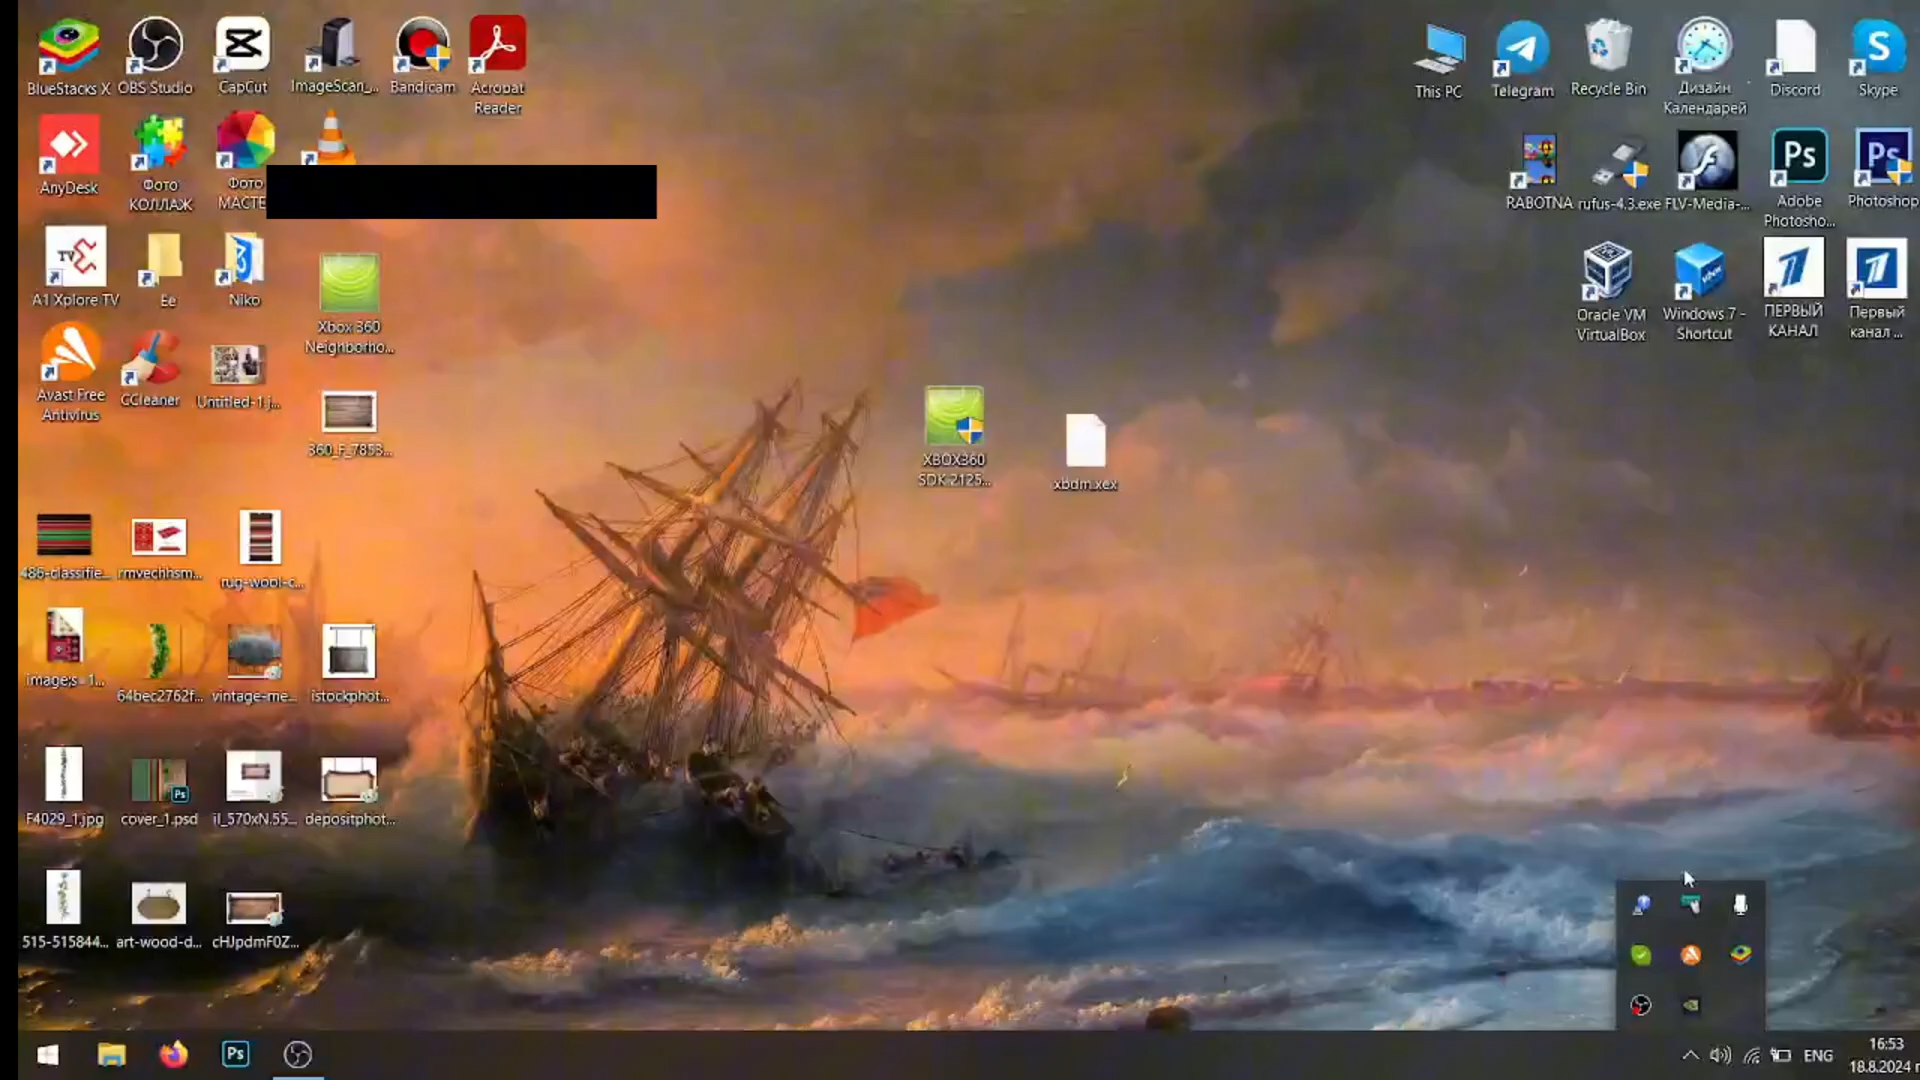 BlueStacks X
OBS Studio
CapCut
ImageScan_...
Bandicam
Acrobat
Reader
This PC
Telegram
Recycle Bin
Дизайн
Календарей
Discord
Skype
AnyDesk
Фото
КОЛЛАЖ
Фото
МАСТЕ
RABOTNA
rufus-4.3.exe
FLV-Media-...
Adobe
Photosho...
Photoshop
A1 Xplore TV
Ee
Niko
Xbox 360
Neighborho...
Oracle VM
VirtualBox
Windows 7 -
Shortcut
ПЕРВЫЙ
КАНАЛ
Первый
канал ...
Avast Free
Antivirus
CCleaner
Untitled-1.j...
360_F_7853...
XBOX360
SDK 2125...
xbdm.xex
486-classifie...
rmvechhsm...
rug-wool-c...
image;s=1...
64bec2762f...
vintage-me...
istockphot...
F4029_1.jpg
cover_1.psd
il_570xN.55...
depositphot...
515-515844...
art-wood-d...
cHJpdmF0Z...
ENG
16:53
18.8.2024 г